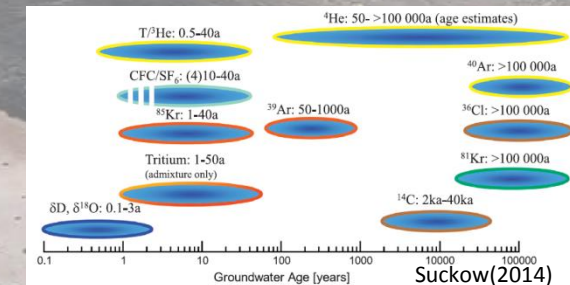 ⁴He: 50- >100 000a (age estimates)
T/³He: 0.5-40a
⁴⁰Ar: >100 000a
CFC/SF₆: (4)10-40a
⁸⁵Kr: 1-40a
³⁹Ar: 50-1000a
³⁶Cl: >100 000a
Tritium: 1-50a
(admixture only)
⁸¹Kr: >100 000a
δD, δ¹⁸O: 0.1-3a
¹⁴C: 2ka-40ka
0.1 1 10 100 1000 10000 100000
Groundwater Age [years]
Suckow(2014)